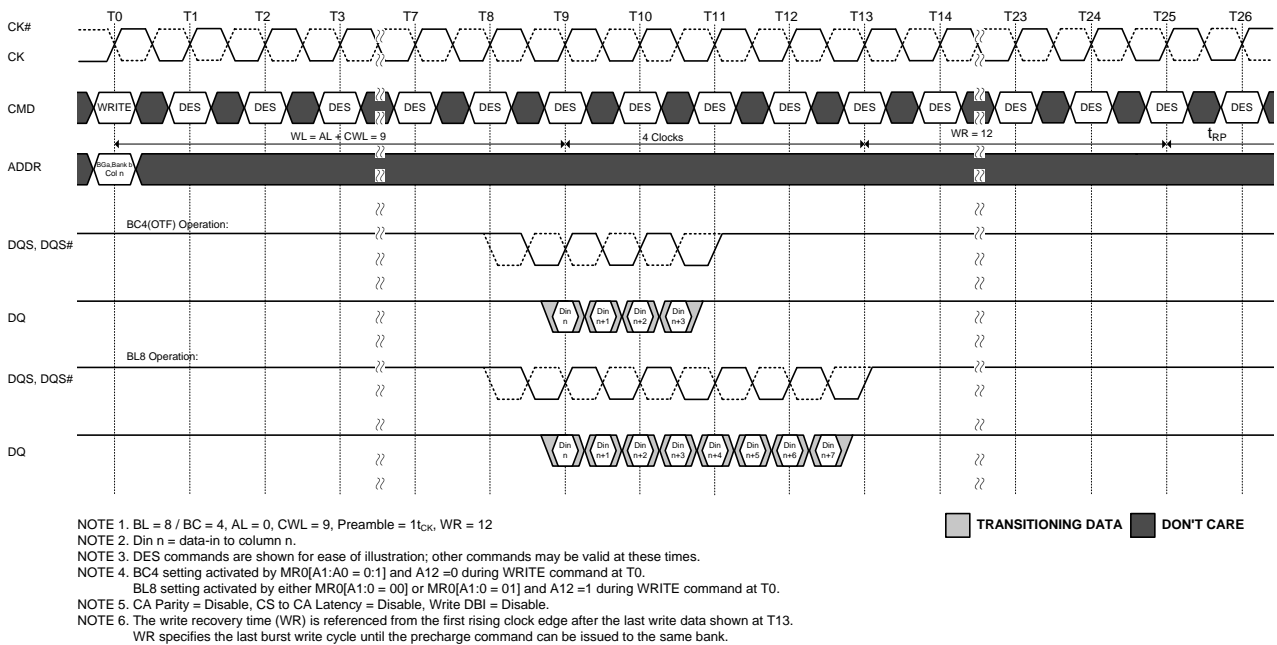 T0 T1 T2 T3 T7 T8 T9 T10 T11 T12 T13 T14 T23 T24 T25 T26
CK#
CK
CMD WRITE DES DES DES DES DES DES DES DES DES DES DES DES DES DES DES
WL = AL + CWL = 9 4 Clocks WR = 12 tRP
ADDR BGa,Bank b
Col n
BC4(OTF) Operation:
DQS, DQS#
DQ Din n Din n+1 Din n+2 Din n+3
BL8 Operation:
DQS, DQS#
DQ Din n Din n+1 Din n+2 Din n+3 Din n+4 Din n+5 Din n+6 Din n+7
TRANSITIONING DATA DON'T CARE
NOTE 1. BL = 8 / BC = 4, AL = 0, CWL = 9, Preamble = 1tCK, WR = 12
NOTE 2. Din n = data-in to column n.
NOTE 3. DES commands are shown for ease of illustration; other commands may be valid at these times.
NOTE 4. BC4 setting activated by MR0[A1:A0 = 0:1] and A12 =0 during WRITE command at T0.
BL8 setting activated by either MR0[A1:0 = 00] or MR0[A1:0 = 01] and A12 =1 during WRITE command at T0.
NOTE 5. CA Parity = Disable, CS to CA Latency = Disable, Write DBI = Disable.
NOTE 6. The write recovery time (WR) is referenced from the first rising clock edge after the last write data shown at T13.
WR specifies the last burst write cycle until the precharge command can be issued to the same bank.